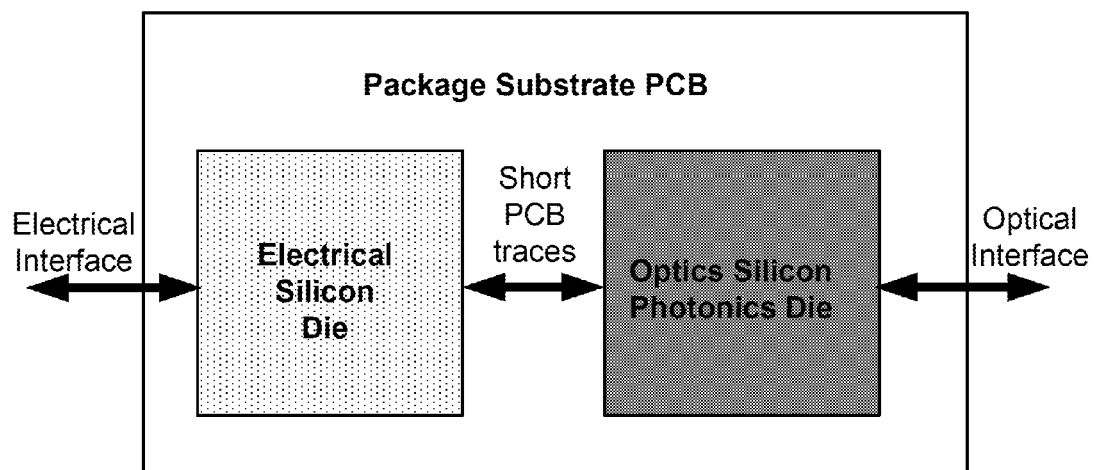 Package Substrate PCB
Electrical
Interface
Electrical
Silicon
Die
Short
PCB
traces
Optics Silicon
Photonics Die
Optical
Interface